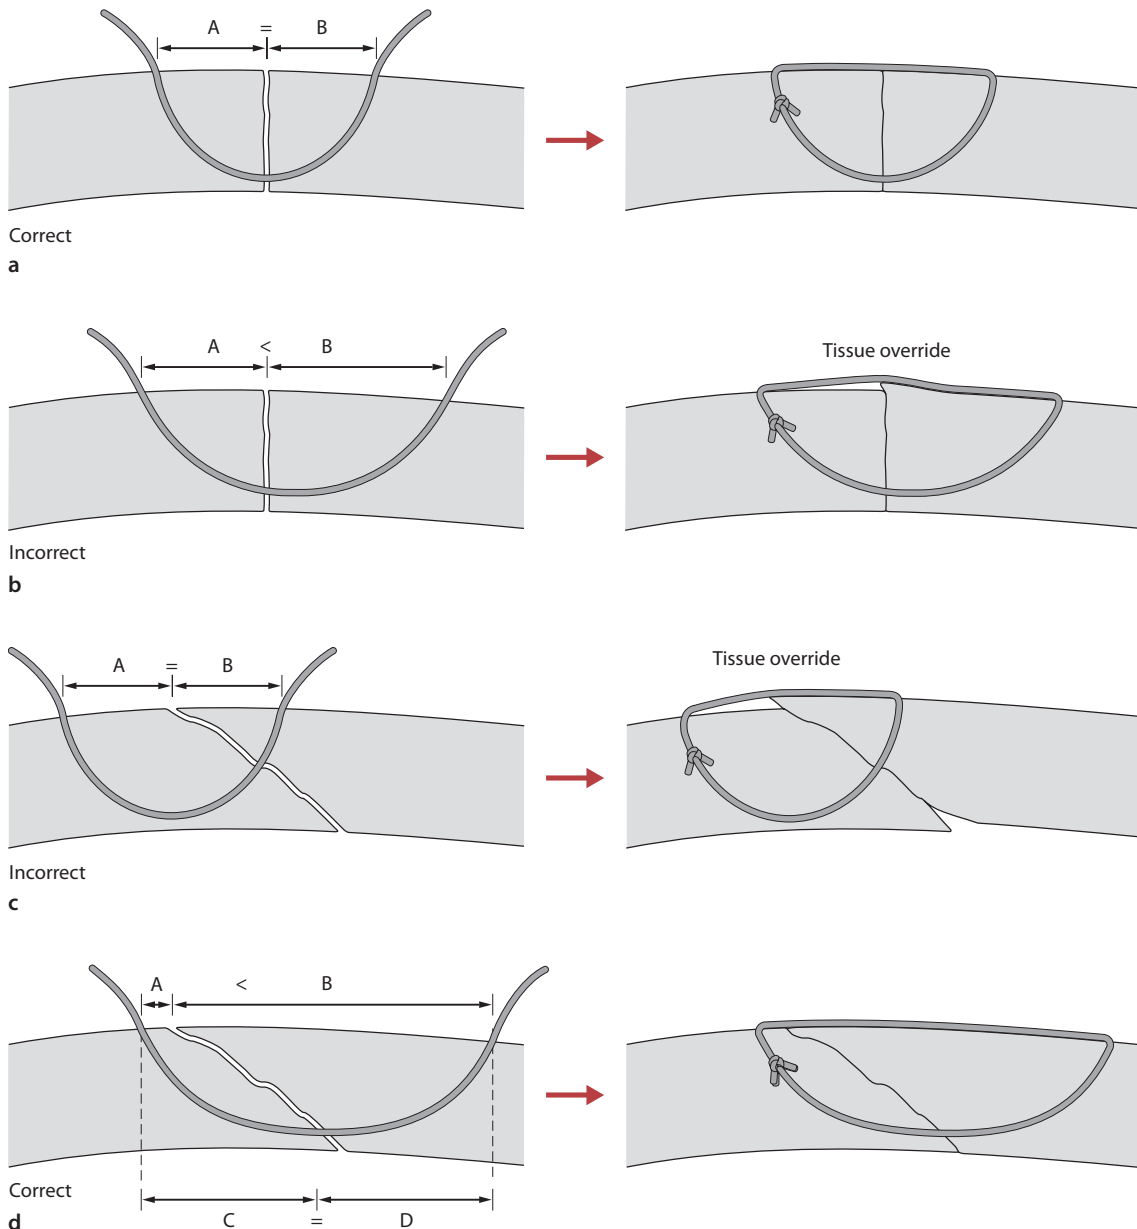 A = B
Correct
a
A < B
Tissue override
Incorrect
b
A = B
Tissue override
Incorrect
c
A < B
Correct
C = D
d